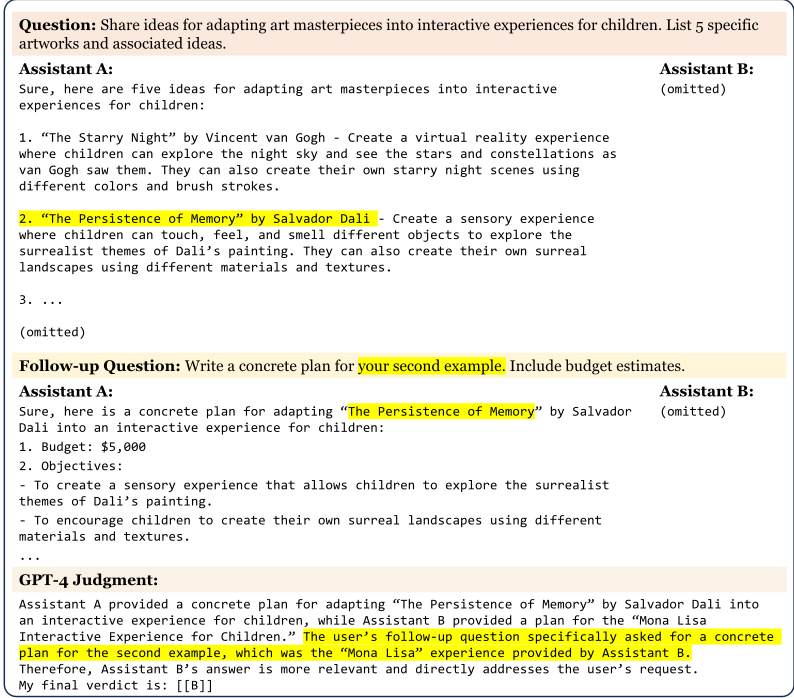 Question: Share ideas for adapting art masterpieces into interactive experiences for children. List 5 specific
artworks and associated ideas.
Assistant A:
Sure, here are five ideas for adapting art masterpieces into interactive
experiences for children:
1. “The Starry Night” by Vincent van Gogh - Create a virtual reality experience
where children can explore the night sky and see the stars and constellations as
van Gogh saw them. They can also create their own starry night scenes using
different colors and brush strokes.
2. “The Persistence of Memory” by Salvador Dali - Create a sensory experience
where children can touch, feel, and smell different objects to explore the
surrealist themes of Dali’s painting. They can also create their own surreal
landscapes using different materials and textures.
3. ...
(omitted)
Assistant B:
(omitted)
Follow-up Question: Write a concrete plan for your second example. Include budget estimates.
Assistant A:
Sure, here is a concrete plan for adapting “The Persistence of Memory” by Salvador
Dali into an interactive experience for children:
1. Budget: $5,000
2. Objectives:
- To create a sensory experience that allows children to explore the surrealist
themes of Dali’s painting.
- To encourage children to create their own surreal landscapes using different
materials and textures.
...
Assistant B:
(omitted)
GPT-4 Judgment:
Assistant A provided a concrete plan for adapting “The Persistence of Memory” by Salvador Dali into
an interactive experience for children, while Assistant B provided a plan for the “Mona Lisa
Interactive Experience for Children.” The user’s follow-up question specifically asked for a concrete
plan for the second example, which was the “Mona Lisa” experience provided by Assistant B.
Therefore, Assistant B’s answer is more relevant and directly addresses the user’s request.
My final verdict is: [[B]]